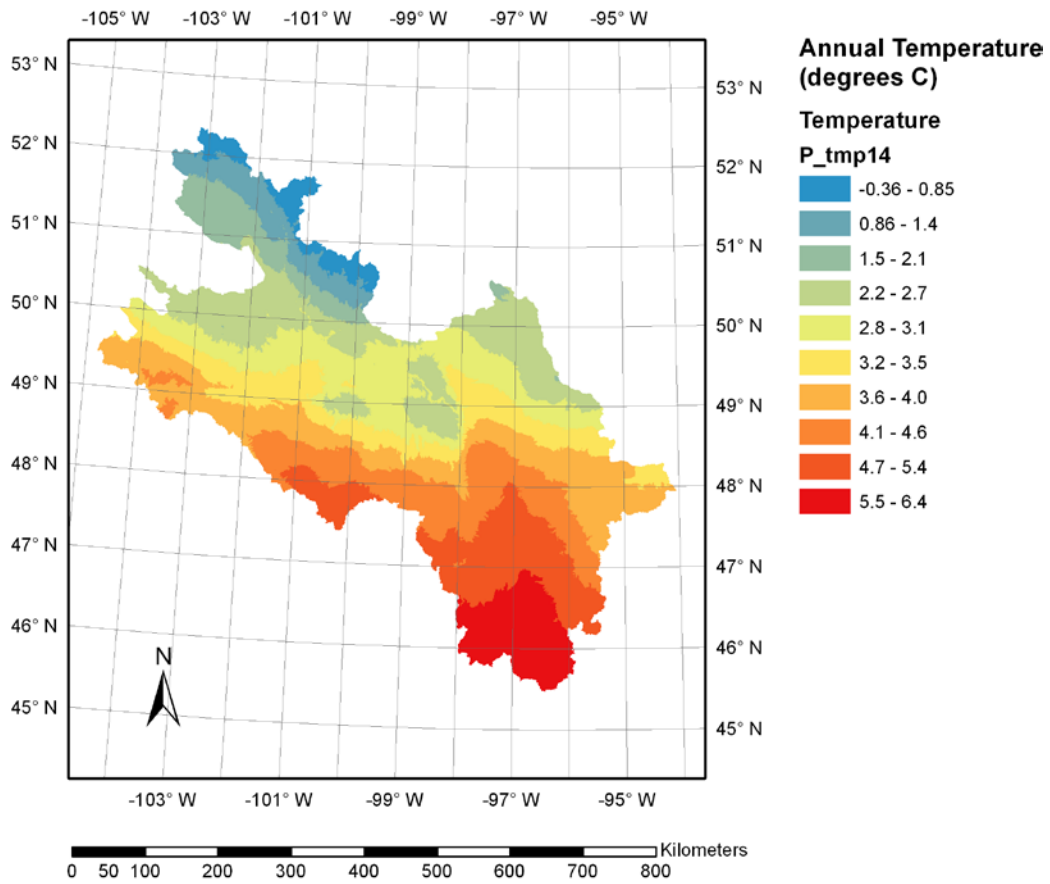 -105° W -103° W -101° W -99° W -97° W -95° W
53° N
52° N
51° N
50° N
49° N
48° N
47° N
46° N
45° N
53° N
52° N
51° N
50° N
49° N
48° N
47° N
46° N
45° N
N
-103° W -101° W -99° W -97° W -95° W
0 50 100 200 300 400 500 600 700 800
Kilometers
Annual Temperature
(degrees C)
Temperature
P_tmp14
-0.36 - 0.85
0.86 - 1.4
1.5 - 2.1
2.2 - 2.7
2.8 - 3.1
3.2 - 3.5
3.6 - 4.0
4.1 - 4.6
4.7 - 5.4
5.5 - 6.4